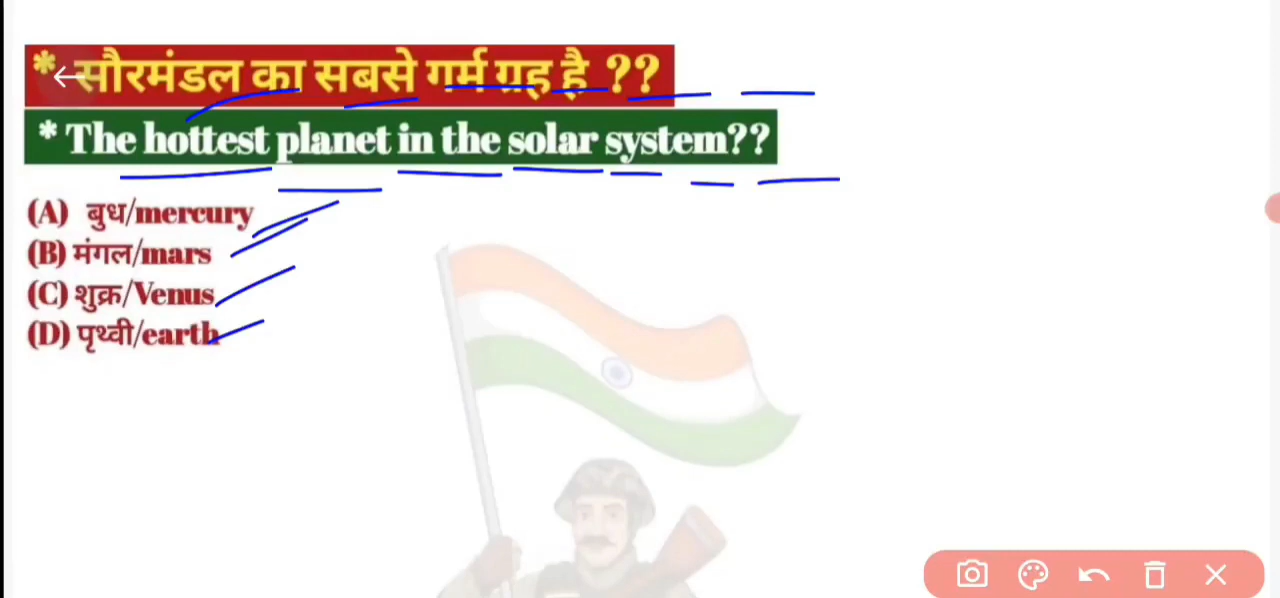 * सौरमंडल का सबसे गर्म ग्रह है ??
* The hottest planet in the solar system??
(A) बुध/mercury
(B) मंगल/mars
(C) शुक्र/Venus
(D) पृथ्वी/earth